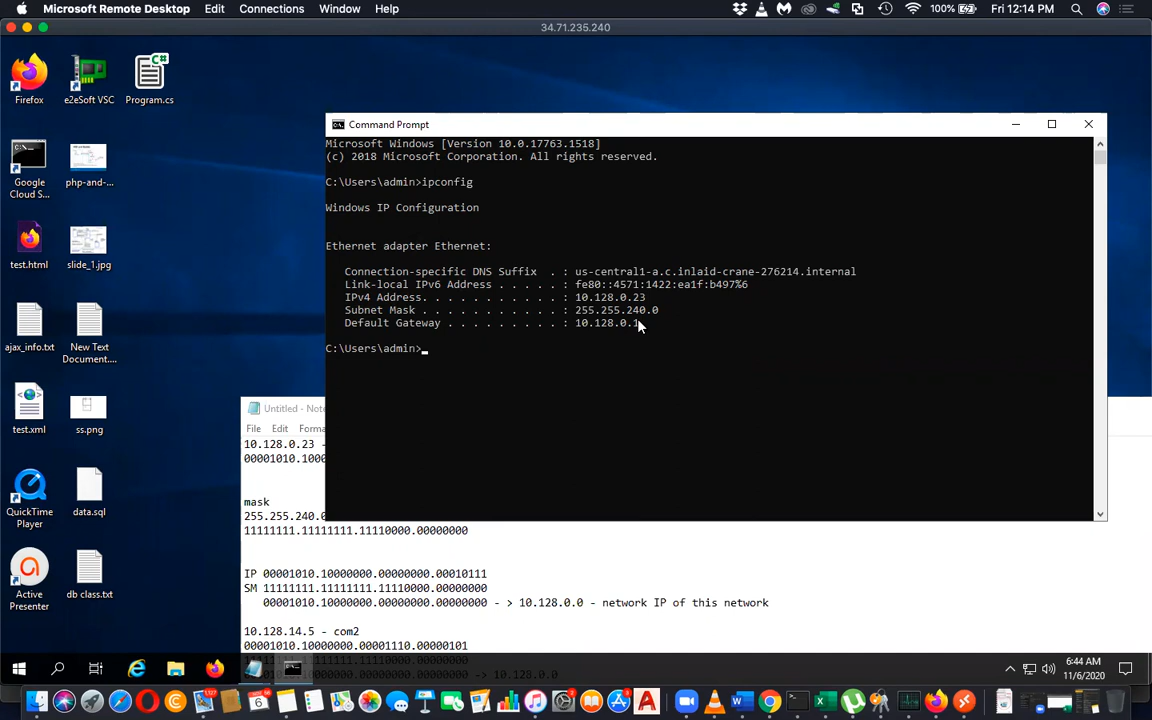 Microsoft Remote Desktop Edit Connections Window Help
100% Fri 12:14 PM
34.71.235.240
Firefox
e2eSoft VSC
Program.cs
Google Cloud S...
php-and-...
test.html
slide_1.jpg
ajax_info.txt
New Text Document....
test.xml
ss.png
QuickTime Player
data.sql
Active Presenter
db class.txt
Command Prompt
Microsoft Windows [Version 10.0.17763.1518]
(c) 2018 Microsoft Corporation. All rights reserved.
C:\Users\admin>ipconfig
Windows IP Configuration
Ethernet adapter Ethernet:
Connection-specific DNS Suffix . : us-central1-a.c.inlaid-crane-276214.internal
Link-local IPv6 Address . . . . . : fe80::4571:1422:ea1f:b497%6
IPv4 Address. . . . . . . . . . . : 10.128.0.23
Subnet Mask . . . . . . . . . . . : 255.255.240.0
Default Gateway . . . . . . . . . : 10.128.0.1
C:\Users\admin>
Untitled - Note
File Edit Forma
10.128.0.23 -
00001010.1000
mask
255.255.240.0
11111111.11111111.11110000.00000000
IP 00001010.10000000.00000000.00010111
SM 11111111.11111111.11110000.00000000
00001010.10000000.00000000.00000000 - > 10.128.0.0 - network IP of this network
10.128.14.5 - com2
00001010.10000000.00001110.00000101
11111111.11111111.11110000.00000000
00001010.10000000.00000000.00000000 -> 10.128.0.0
6:44 AM
11/6/2020